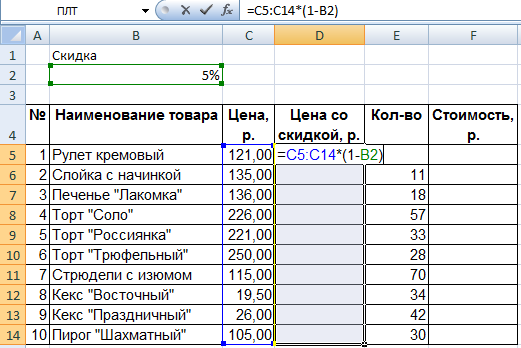 ПЛТ fx =C5:C14*(1-B2)
A B C D E F
1 Скидка
2 5%
3
4 № Наименование товара Цена, р. Цена со скидкой, р. Кол-во Стоимость, р.
5 1 Рулет кремовый 121,00 =C5:C14*(1-B2)
6 2 Слойка с начинкой 135,00 11
7 3 Печенье "Лакомка" 136,00 18
8 4 Торт "Соло" 226,00 57
9 5 Торт "Россиянка" 221,00 33
10 6 Торт "Трюфельный" 250,00 28
11 7 Стрюдели с изюмом 115,00 70
12 8 Кекс "Восточный" 19,50 34
13 9 Кекс "Праздничный" 26,00 42
14 10 Пирог "Шахматный" 105,00 30